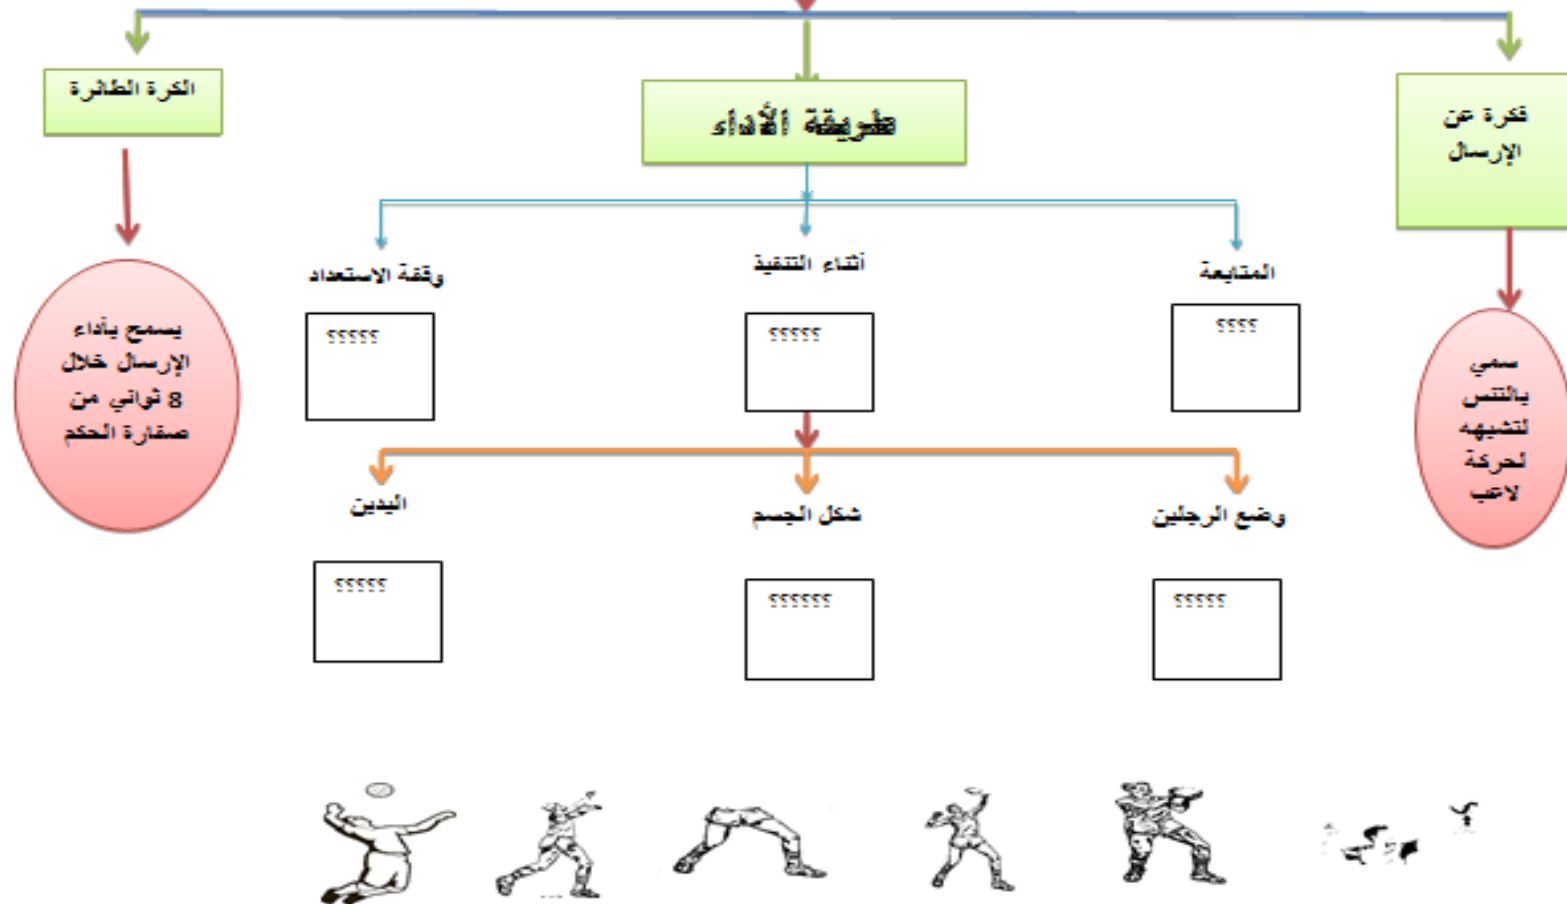 فكرة عن
الإرسال
طريقة الأداء
الكرة الطائرة
المتابعة
أثناء التنفيذ
وقفة الاستعداد
؟؟؟؟
؟؟؟؟؟
؟؟؟؟؟
سمي
بالتنس
لتشبهه
لحركة
لاعب
يسمح بأداء
الإرسال خلال
8 ثواني من
صفارة الحكم
وضع الرجلين
شكل الجسم
اليدين
؟؟؟؟؟
؟؟؟؟؟؟
؟؟؟؟؟